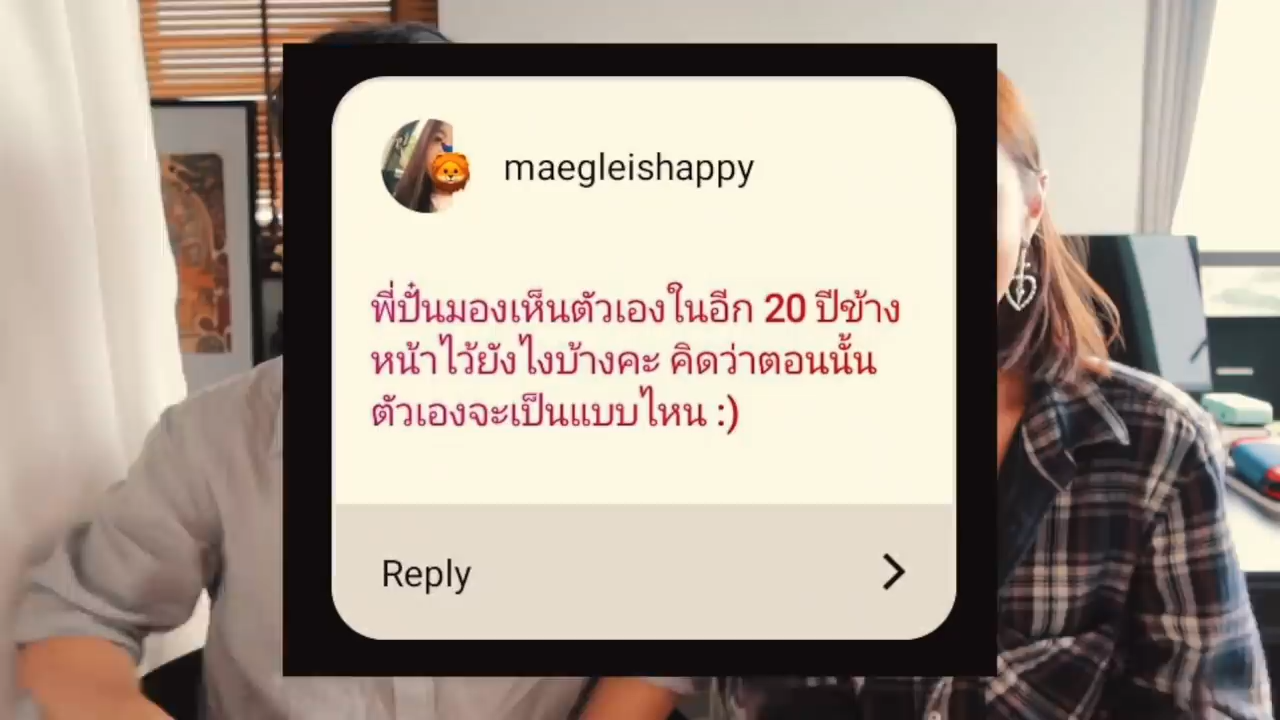 maegleishappy
พี่ปั๋นมองเห็นตัวเองในอีก 20 ปีข้าง
หน้าไว้ยังไงบ้างคะ คิดว่าตอนนั้น
ตัวเองจะเป็นแบบไหน :)
Reply